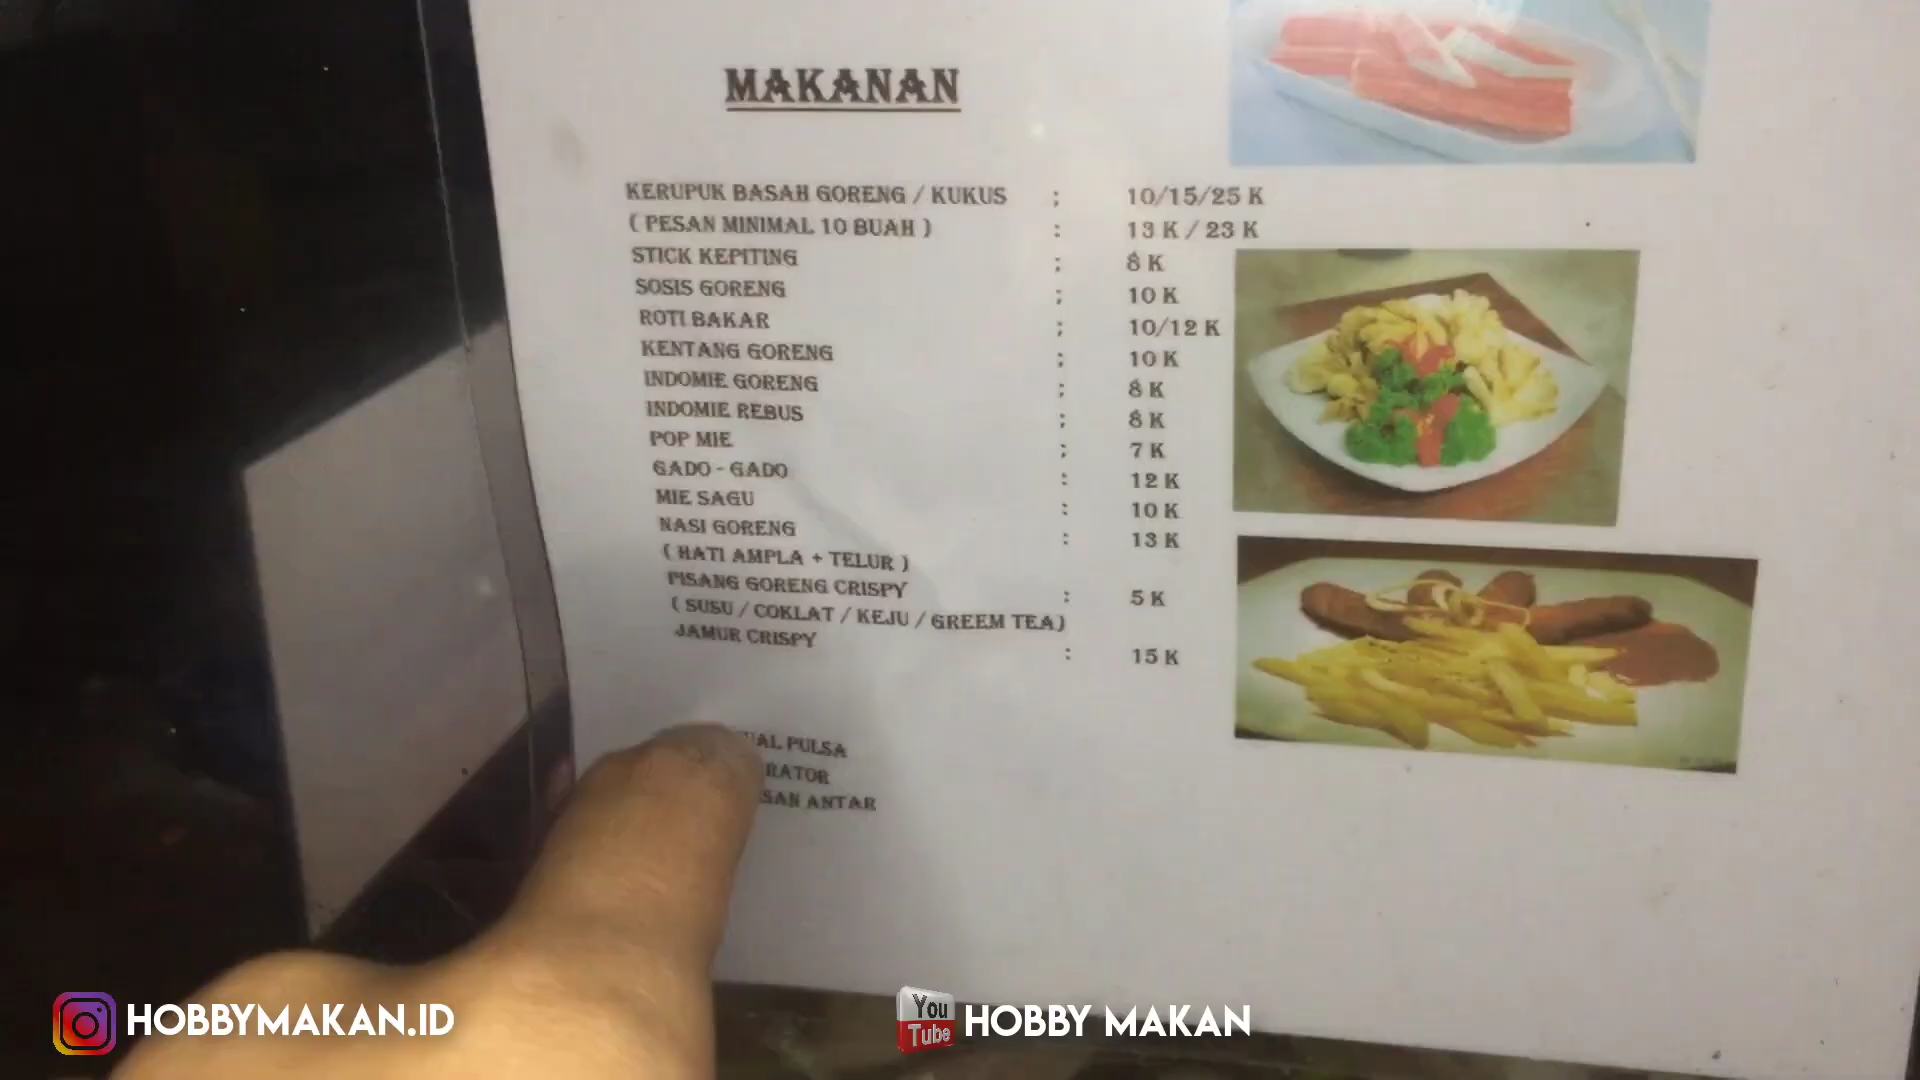 MAKANAN
KERUPUK BASAH GORENG / KUKUS ; 10/15/25 K
( PESAN MINIMAL 10 BUAH ) : 13 K / 23 K
STICK KEPITING ; 8 K
SOSIS GORENG ; 10 K
ROTI BAKAR ; 10/12 K
KENTANG GORENG ; 10 K
INDOMIE GORENG ; 8 K
INDOMIE REBUS ; 8 K
POP MIE ; 7 K
GADO - GADO : 12 K
MIE SAGU : 10 K
NASI GORENG : 13 K
( HATI AMPLA + TELUR )
PISANG GORENG CRISPY : 5 K
( SUSU / COKLAT / KEJU / GREEM TEA )
JAMUR CRISPY : 15 K
PULSA
ANTAR
HOBBYMAKAN.ID
You Tube HOBBY MAKAN